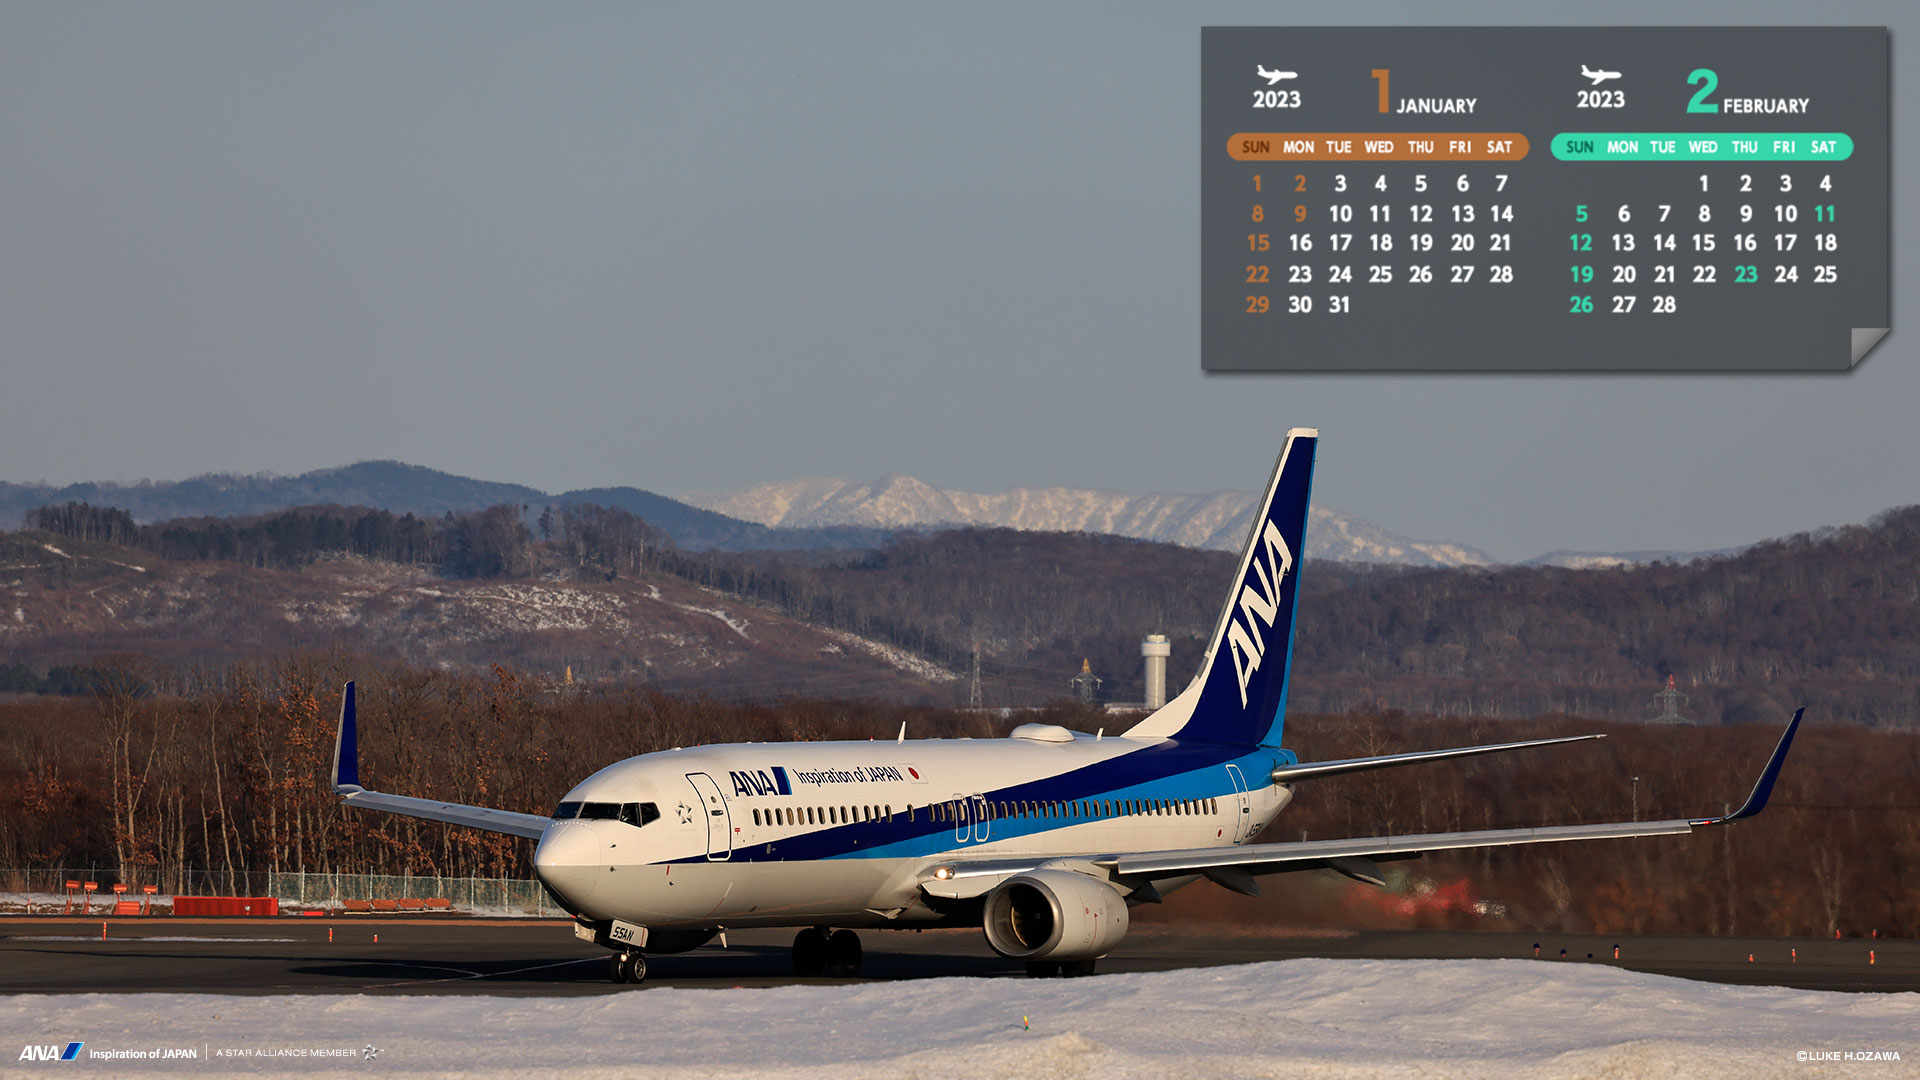 2023 1 JANUARY
SUN MON TUE WED THU FRI SAT
1 2 3 4 5 6 7
8 9 10 11 12 13 14
15 16 17 18 19 20 21
22 23 24 25 26 27 28
29 30 31
2023 2 FEBRUARY
SUN MON TUE WED THU FRI SAT
1 2 3 4
5 6 7 8 9 10 11
12 13 14 15 16 17 18
19 20 21 22 23 24 25
26 27 28
ANA
ANA Inspiration of JAPAN
55AN
ANA Inspiration of JAPAN A STAR ALLIANCE MEMBER
©LUKE H.OZAWA